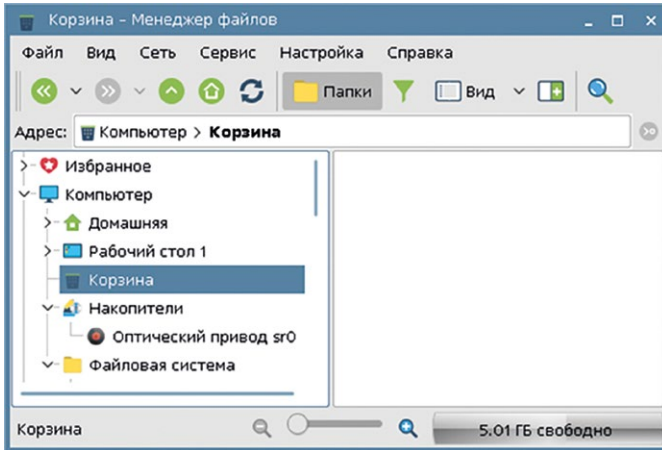 Корзина – Менеджер файлов
Файл Вид Сеть Сервис Настройка Справка
Папки Вид
Адрес: Компьютер > Корзина
Избранное
Компьютер
Домашняя
Рабочий стол 1
Корзина
Накопители
Оптический привод sr0
Файловая система
Корзина 5.01 ГБ свободно